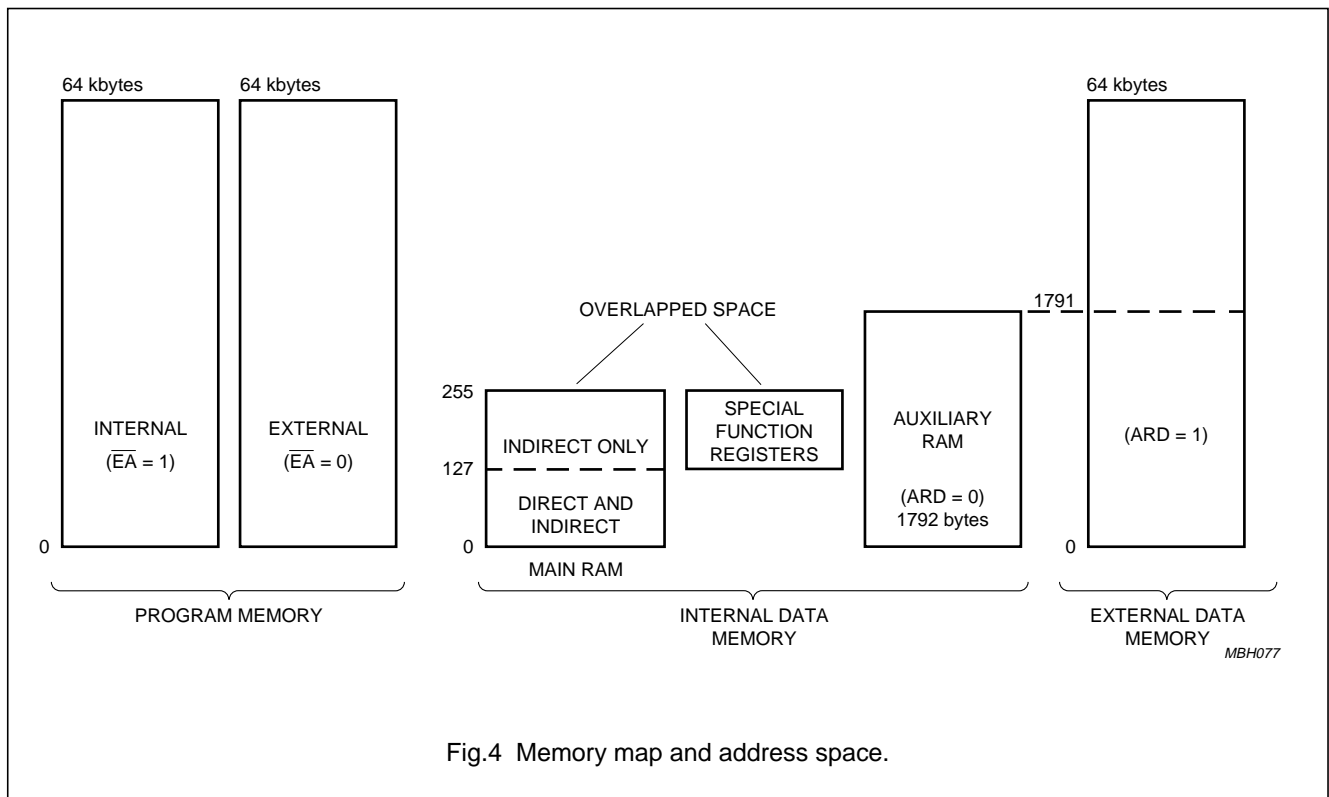 64 kbytes
64 kbytes
64 kbytes
1791
OVERLAPPED SPACE
255
127
0
0
0
INTERNAL
(E̅A̅ = 1)
EXTERNAL
(E̅A̅ = 0)
INDIRECT ONLY
DIRECT AND
INDIRECT
MAIN RAM
SPECIAL
FUNCTION
REGISTERS
AUXILIARY
RAM
(ARD = 0)
1792 bytes
(ARD = 1)
PROGRAM MEMORY
INTERNAL DATA
MEMORY
EXTERNAL DATA
MEMORY
MBH077
Fig.4 Memory map and address space.